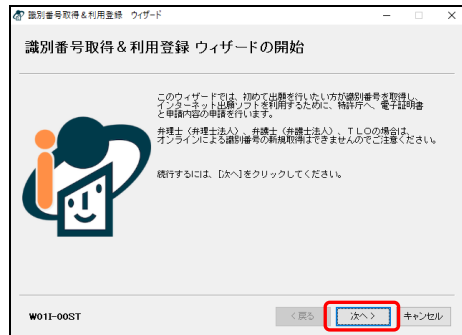 識別番号取得＆利用登録 ウィザード
識別番号取得＆利用登録 ウィザードの開始
このウィザードでは、初めて出願を行いたい方が識別番号を取得し、
インターネット出願ソフトを利用するために、特許庁へ、電子証明書
と申請内容の申請を行います。
弁理士（弁理士法人）、弁護士（弁護士法人）、ＴＬＯの場合は、
オンラインによる識別番号の新規取得はできませんのでご注意ください。
続行するには、[次へ]をクリックしてください。
W01I-00ST
＜戻る 次へ＞ キャンセル